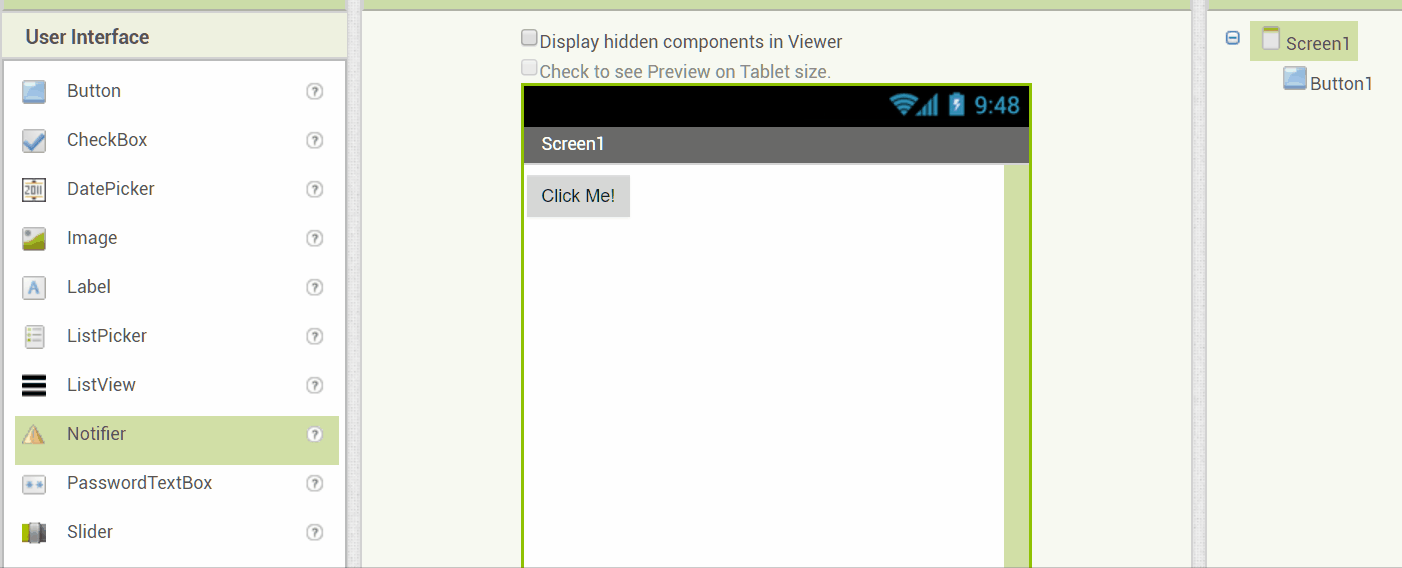 User Interface
Button
CheckBox
DatePicker
Image
Label
ListPicker
ListView
Notifier
PasswordTextBox
Slider
Display hidden components in Viewer
Check to see Preview on Tablet size.
9:48
Screen1
Click Me!
Screen1
Button1